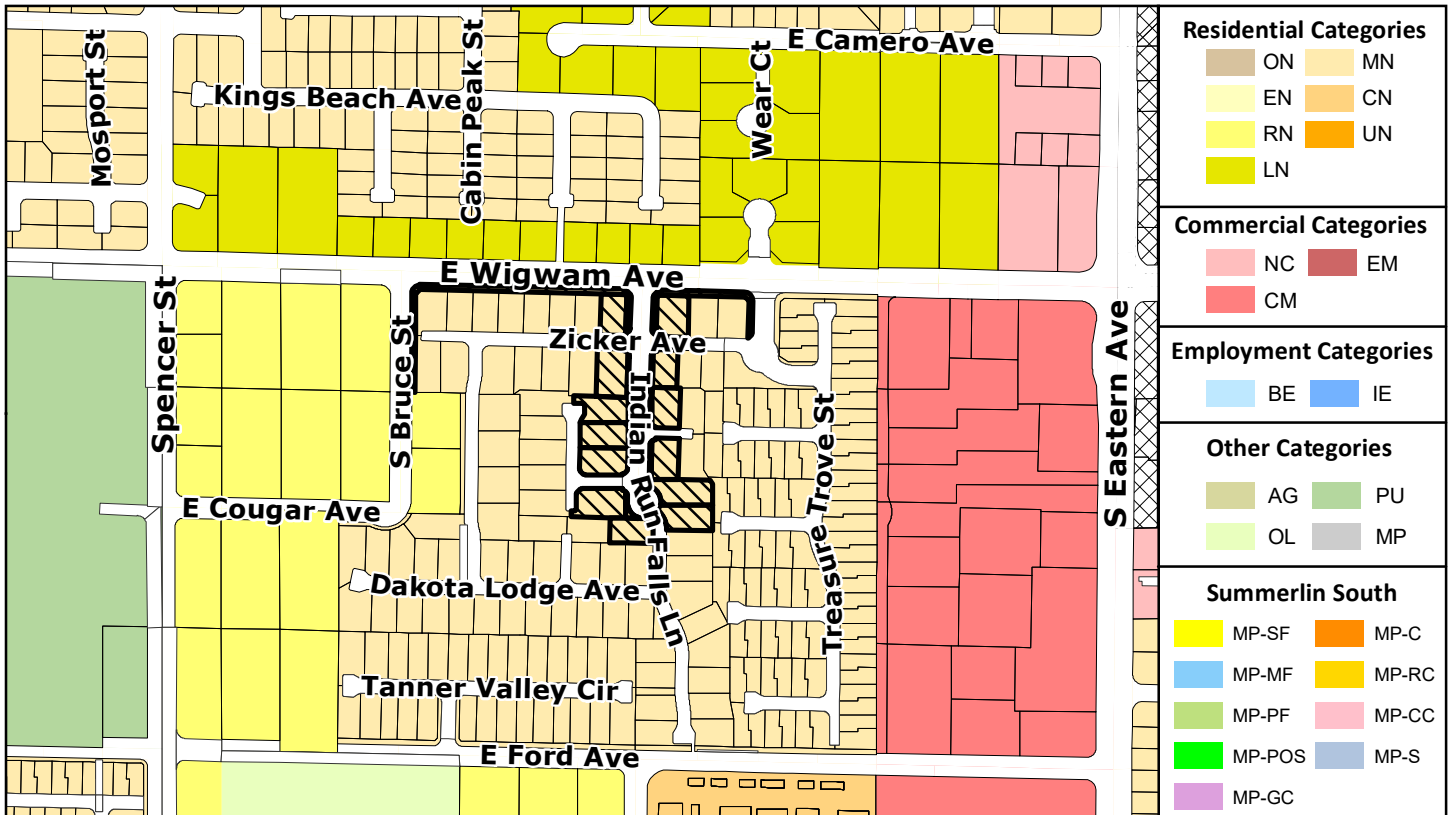 E Camero Ave
Mosport St
Kings Beach Ave
Cabin Peak St
Wear Ct
E Wigwam Ave
Spencer St
S Bruce St
Zicker Ave
Indian Run-Falls Ln
Treasure Trove St
S Eastern Ave
E Cougar Ave
Dakota Lodge Ave
Tanner Valley Cir
E Ford Ave
Residential Categories
ON MN
EN CN
RN UN
LN
Commercial Categories
NC EM
CM
Employment Categories
BE IE
Other Categories
AG PU
OL MP
Summerlin South
MP-SF MP-C
MP-MF MP-RC
MP-PF MP-CC
MP-POS MP-S
MP-GC